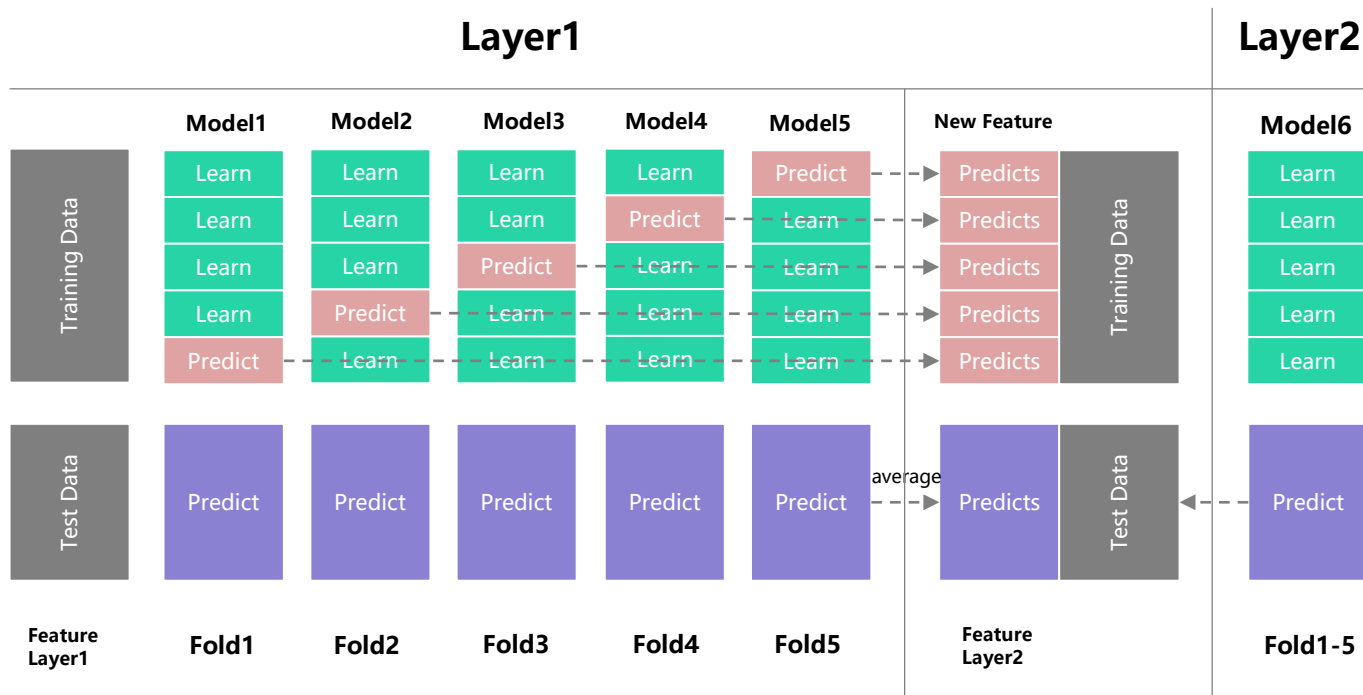 Layer1
Layer2
Model1 Model2 Model3 Model4 Model5 New Feature Model6
Training Data
Learn Learn Learn Learn Predict Predicts Learn
Learn Learn Learn Predict Learn Predicts Learn
Learn Learn Predict Learn Learn Predicts Learn
Learn Predict Learn Learn Learn Predicts Learn
Predict Learn Learn Learn Learn Predicts Learn
Training Data
Test Data
Predict Predict Predict Predict Predict average Predicts
Test Data
Predict
Feature
Layer1
Fold1 Fold2 Fold3 Fold4 Fold5
Feature
Layer2
Fold1-5